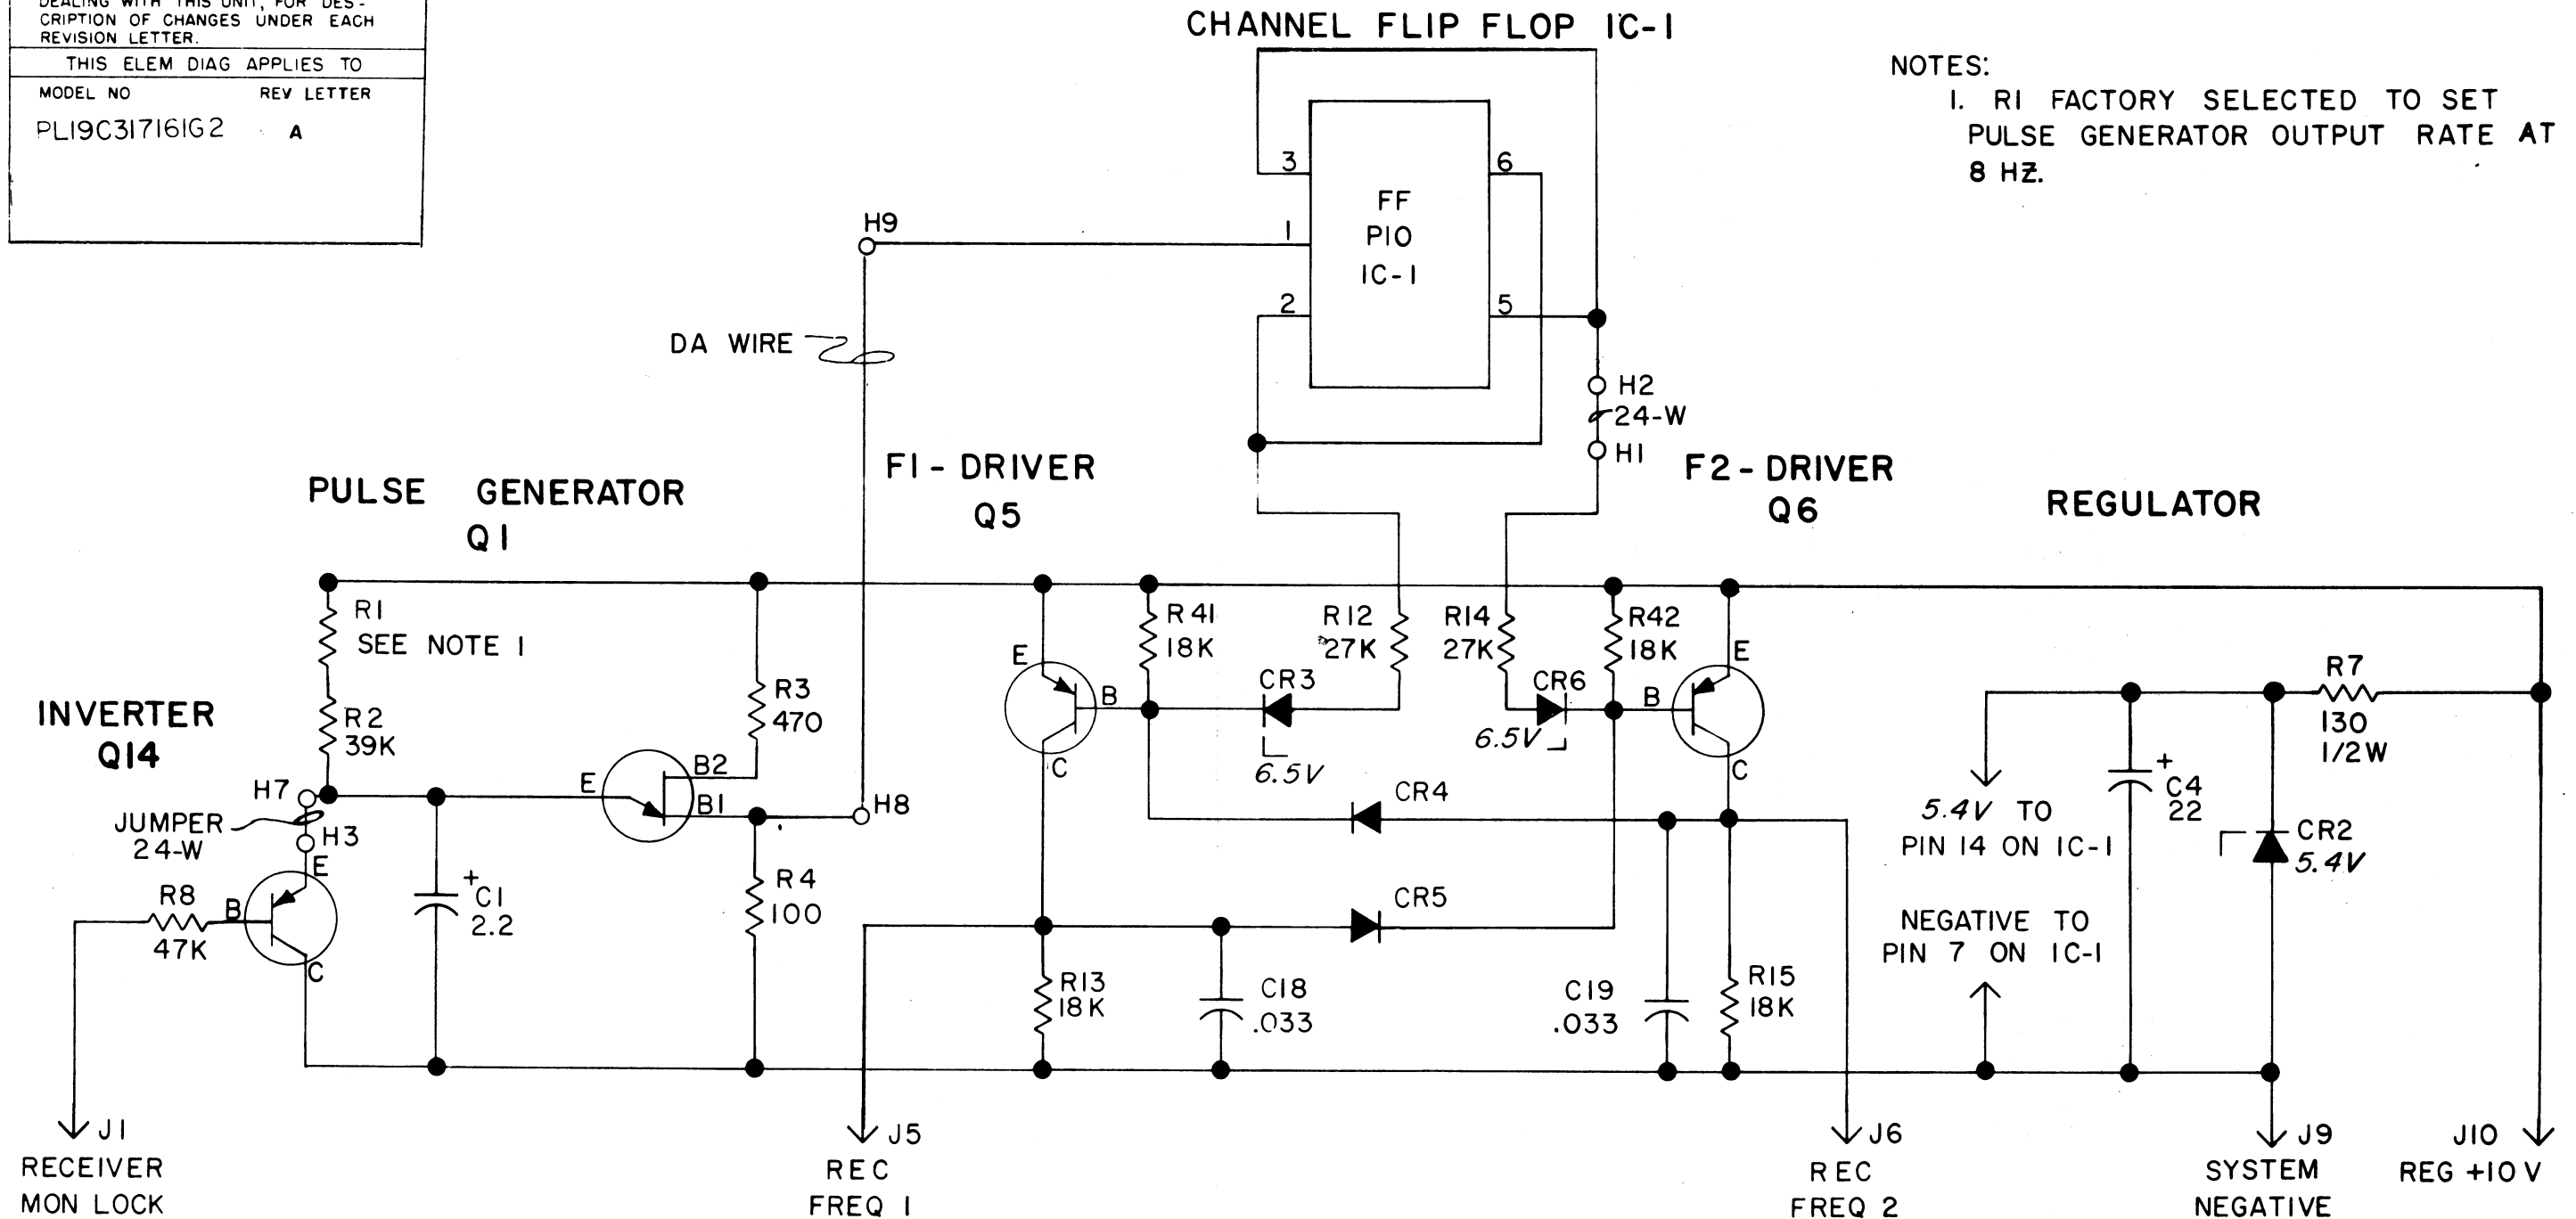 DEALING WITH THIS UNIT, FOR DES-
CRIPTION OF CHANGES UNDER EACH
REVISION LETTER.
THIS ELEM DIAG APPLIES TO
MODEL NO REV LETTER
PL19C317161G2 A
CHANNEL FLIP FLOP IC-1
NOTES:
1. R1 FACTORY SELECTED TO SET
PULSE GENERATOR OUTPUT RATE AT
8 HZ.
3
6
FF
P10
IC-1
1
2
5
H9
DA WIRE
H2
24-W
H1
PULSE GENERATOR
Q1
F1-DRIVER
Q5
F2-DRIVER
Q6
REGULATOR
R1
SEE NOTE 1
R2
39K
R3
470
E
B2
B1
H8
R4
100
INVERTER
Q14
H7
JUMPER
24-W
H3
E
R8
47K
B
C
+
C1
2.2
E
B
C
R41
18K
CR3
6.5V
R12
27K
R14
27K
CR6
6.5V
R42
18K
B
E
C
CR4
CR5
R13
18K
C18
.033
C19
.033
R15
18K
R7
130
1/2W
+
C4
22
CR2
5.4V
5.4V TO
PIN 14 ON IC-1
NEGATIVE TO
PIN 7 ON IC-1
J1
RECEIVER
MON LOCK
J5
REC
FREQ 1
J6
REC
FREQ 2
J9
SYSTEM
NEGATIVE
J10
REG +10V